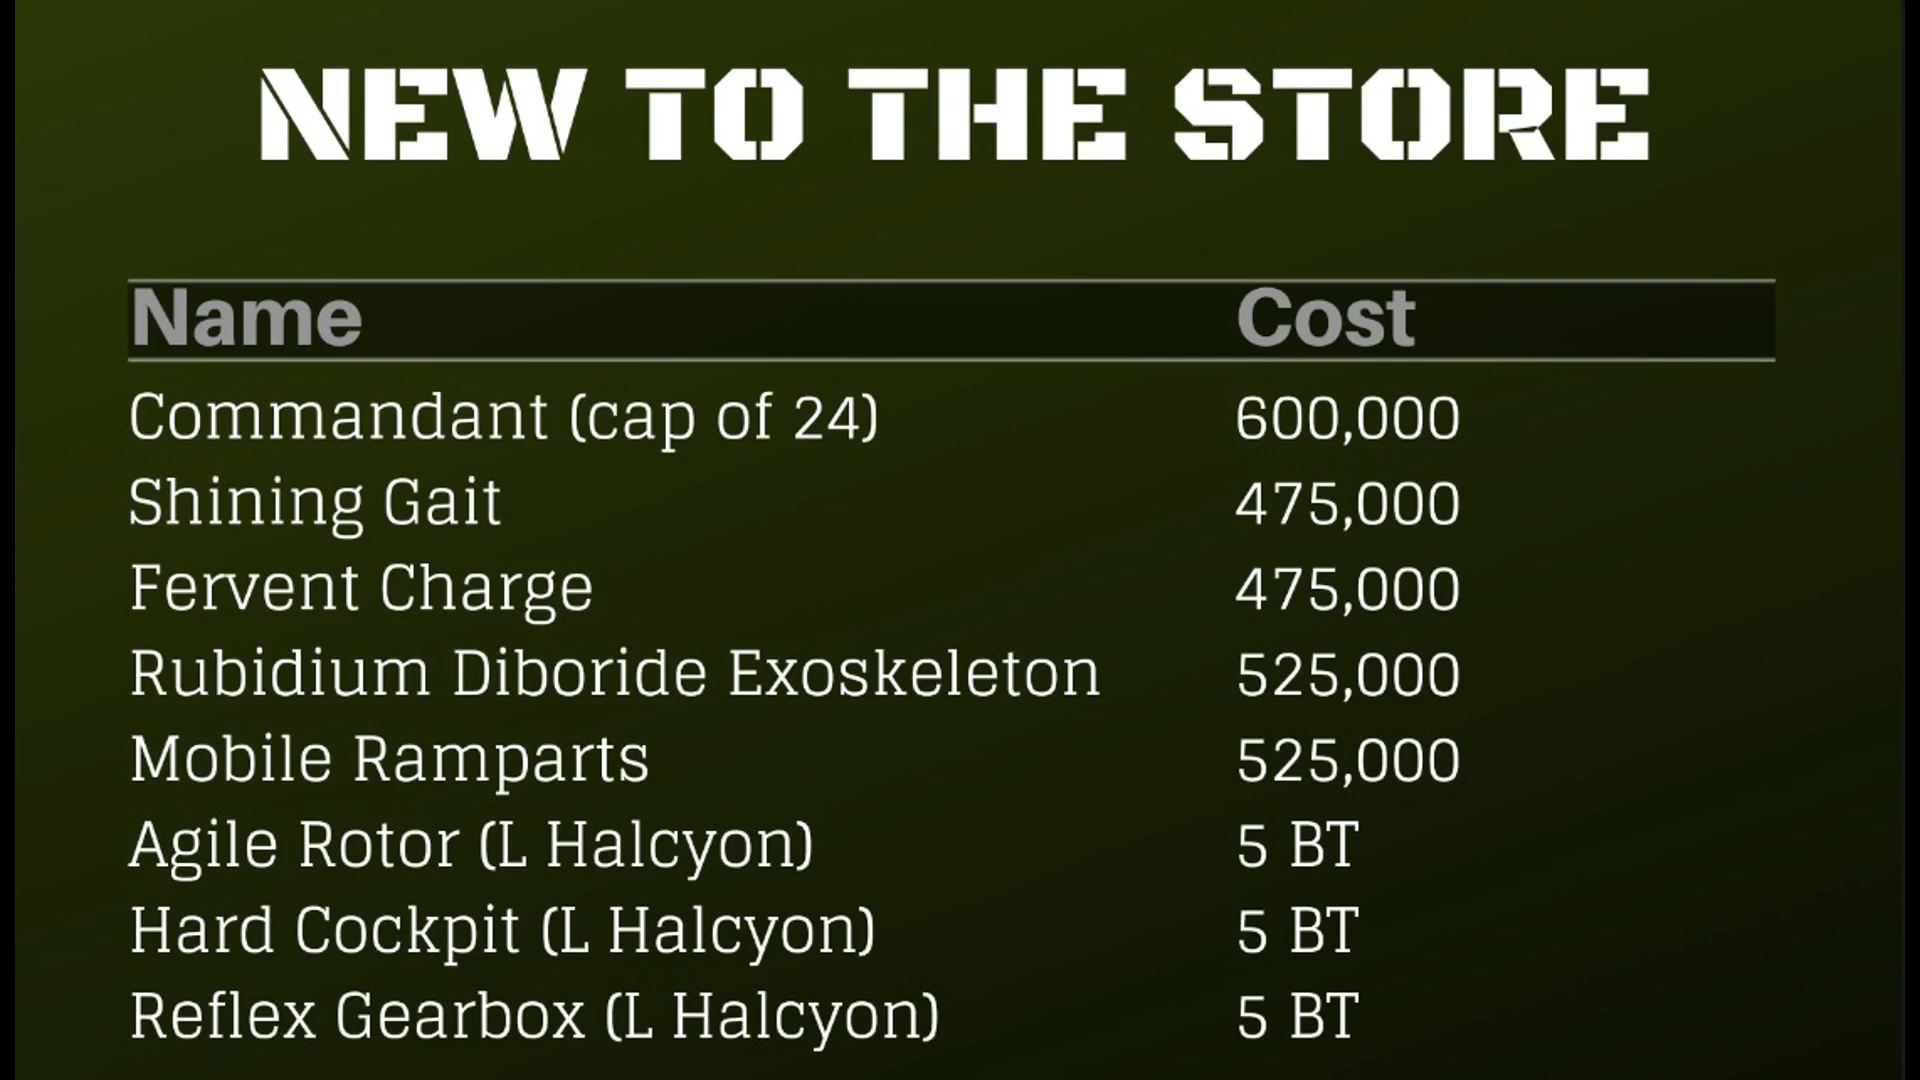 NEW TO THE STORE
Name Cost
Commandant (cap of 24) 600,000
Shining Gait 475,000
Fervent Charge 475,000
Rubidium Diboride Exoskeleton 525,000
Mobile Ramparts 525,000
Agile Rotor (L Halcyon) 5 BT
Hard Cockpit (L Halcyon) 5 BT
Reflex Gearbox (L Halcyon) 5 BT